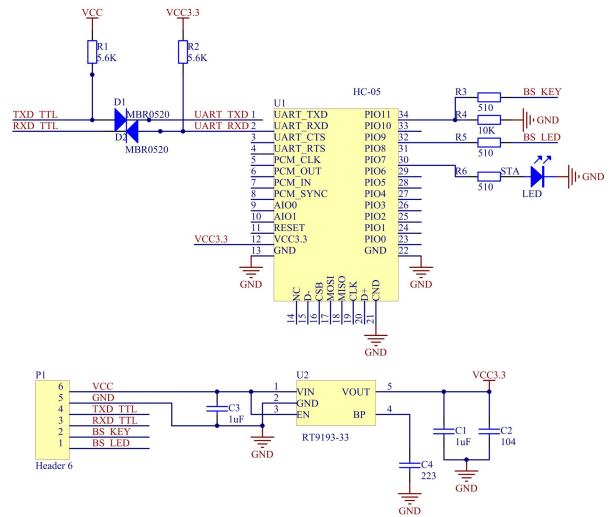 VCC
VCC3.3
R1
5.6K
R2
5.6K
HC-05
U1
D1
MBR0520
D2
MBR0520
TXD_TTL
RXD_TTL
UART_TXD 1
UART_RXD 2
3
4
5
6
7
8
9
10
11
12
13
VCC3.3
GND
UART_TXD
UART_RXD
UART_CTS
UART_RTS
PCM_CLK
PCM_OUT
PCM_IN
PCM_SYNC
AIO0
AIO1
RESET
VCC3.3
GND
PIO11
PIO10
PIO9
PIO8
PIO7
PIO6
PIO5
PIO4
PIO3
PIO2
PIO1
PIO0
GND
34
33
32
31
30
29
28
27
26
25
24
23
22
GND
R3
510
BS_KEY
R4
10K
GND
R5
510
BS_LED
R6
510
STA
LED
GND
NC
D-
CSB
MOSI
MISO
CLK
D+
GND
14
15
16
17
18
19
20
21
GND
P1
6
5
4
3
2
1
Header 6
VCC
GND
TXD_TTL
RXD_TTL
BS_KEY
BS_LED
C3
1uF
GND
U2
1
2
3
VIN
GND
EN
VOUT
BP
5
4
RT9193-33
C4
223
GND
VCC3.3
C1
1uF
C2
104
GND